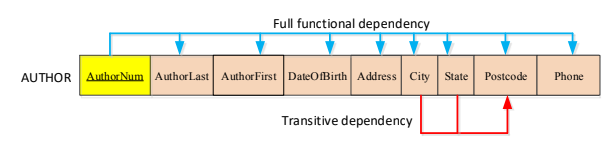 Full functional dependency
AUTHOR
AuthorNum AuthorLast AuthorFirst DateOfBirth Address City State Postcode Phone
Transitive dependency